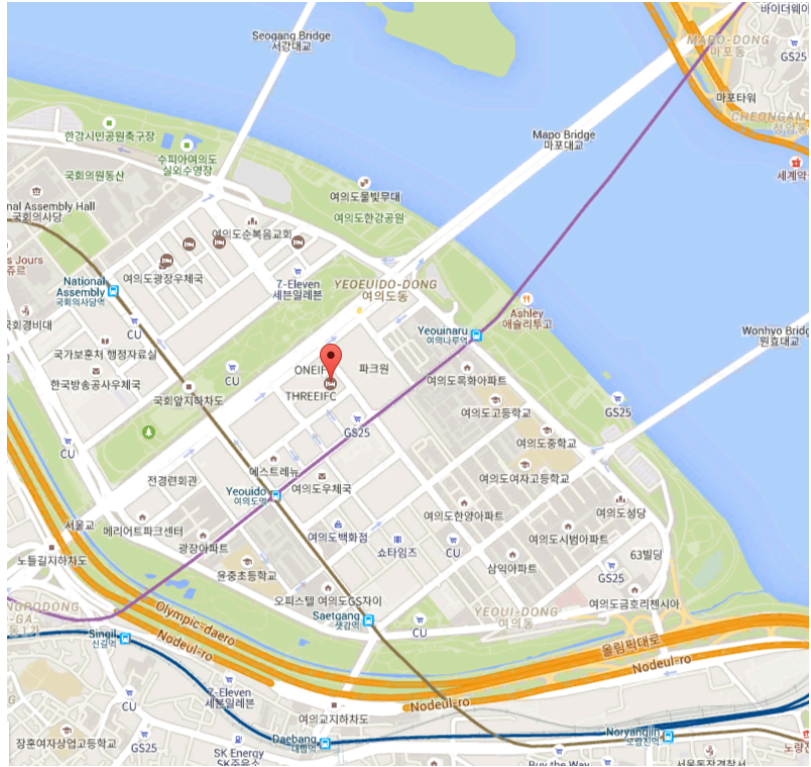 바이더웨이
GS25
Seogang Bridge
서강대교
MAPO-DONG
마포동
마포타워
Mapo Bridge
마포대교
한강시민공원축구장
수피아여의도
실외수영장
국회의원동산
세계약
여의도물빛무대
여의도한강공원
nal Assembly Hall
국회의사당
여의도순복음교회
s Jours
쥬르
여의도광장우체국
National
Assembly
국회의사당역
7-Eleven
세븐일레븐
YEOEUIDO-DONG
여의도동
Ashley
애슐리투고
국회경비대
CU
Yeouinaru
여의나루역
Wonhyo Bridg
원효대교
국가보훈처 행정자료실
한국방송공사우체국
CU
국회앞지하차도
ONEIF
파크원
THREEIFC
여의도목화아파트
GS25
여의도고등학교
GS25
여의도중학교
CU
에스트레뉴
전경련회관
여의도우체국
여의도여자고등학교
Yeouido
여의도역
서울교
메리어트파크센터
여의도한양아파트
여의도성당
노들길지하차도
광장아파트
여의도백화점
쇼타임즈
CU
여의도시범아파트
63빌딩
윤중초등학교
삼익아파트
GS25
오피스텔 여의도GS자이
여의도금호리첸시아
Olympic-daero
YEOUI-DONG
여의동
Saetgang
샛강역
CU
Singil
신길역
Nodeul-ro
올림픽대로
Nodeul-ro
7-Eleven
세븐일레븐
CU
여의교지하차도
Nodeul-ro
장훈여자상업고등학교
GS25
SK Energy
SK주유소
Daebang
대방역
Noryangjin
노량진역
Buy the Way
서울동작경찰서